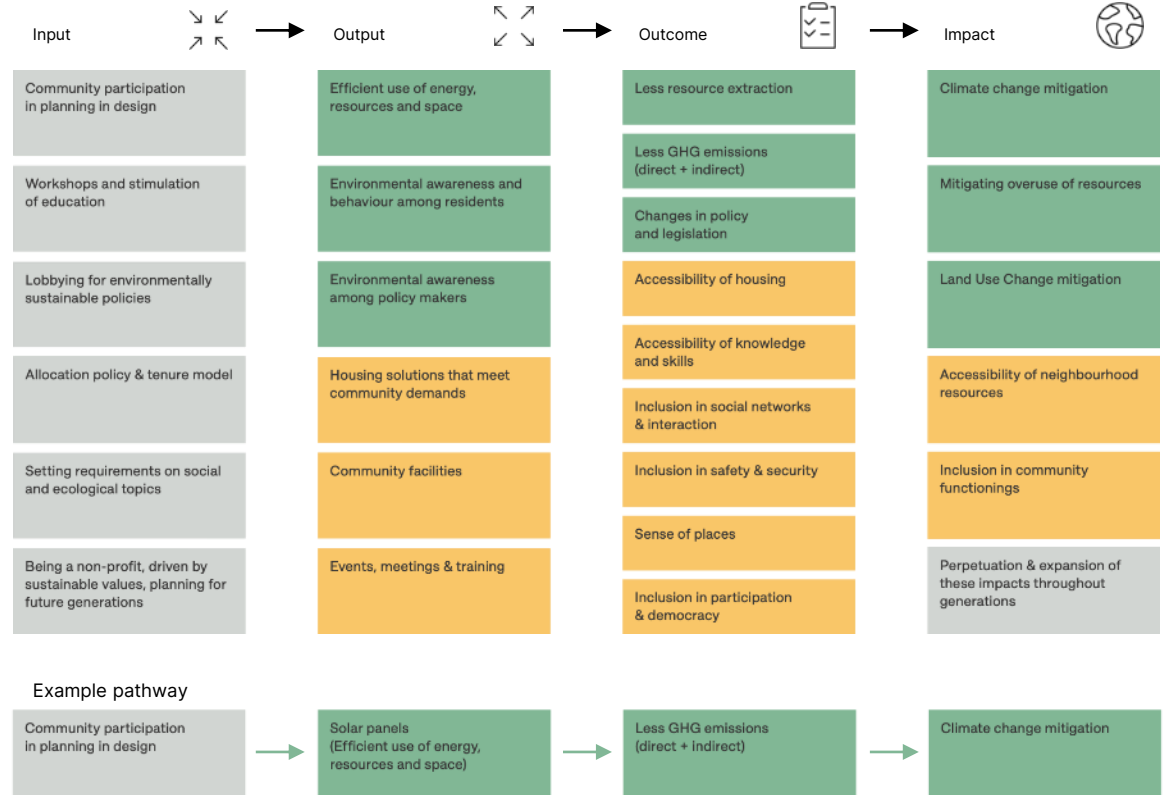 Input
Output
Outcome
Impact
Community participation
in planning in design
Workshops and stimulation
of education
Lobbying for environmentally
sustainable policies
Allocation policy & tenure model
Setting requirements on social
and ecological topics
Being a non-profit, driven by
sustainable values, planning for
future generations
Efficient use of energy,
resources and space
Environmental awareness and
behaviour among residents
Environmental awareness
among policy makers
Housing solutions that meet
community demands
Community facilities
Events, meetings & training
Less resource extraction
Less GHG emissions
(direct + indirect)
Changes in policy
and legislation
Accessibility of housing
Accessibility of knowledge
and skills
Inclusion in social networks
& interaction
Inclusion in safety & security
Sense of places
Inclusion in participation
& democracy
Climate change mitigation
Mitigating overuse of resources
Land Use Change mitigation
Accessibility of neighbourhood
resources
Inclusion in community
functionings
Perpetuation & expansion of
these impacts throughout
generations
Example pathway
Community participation
in planning in design
Solar panels
(Efficient use of energy,
resources and space)
Less GHG emissions
(direct + indirect)
Climate change mitigation